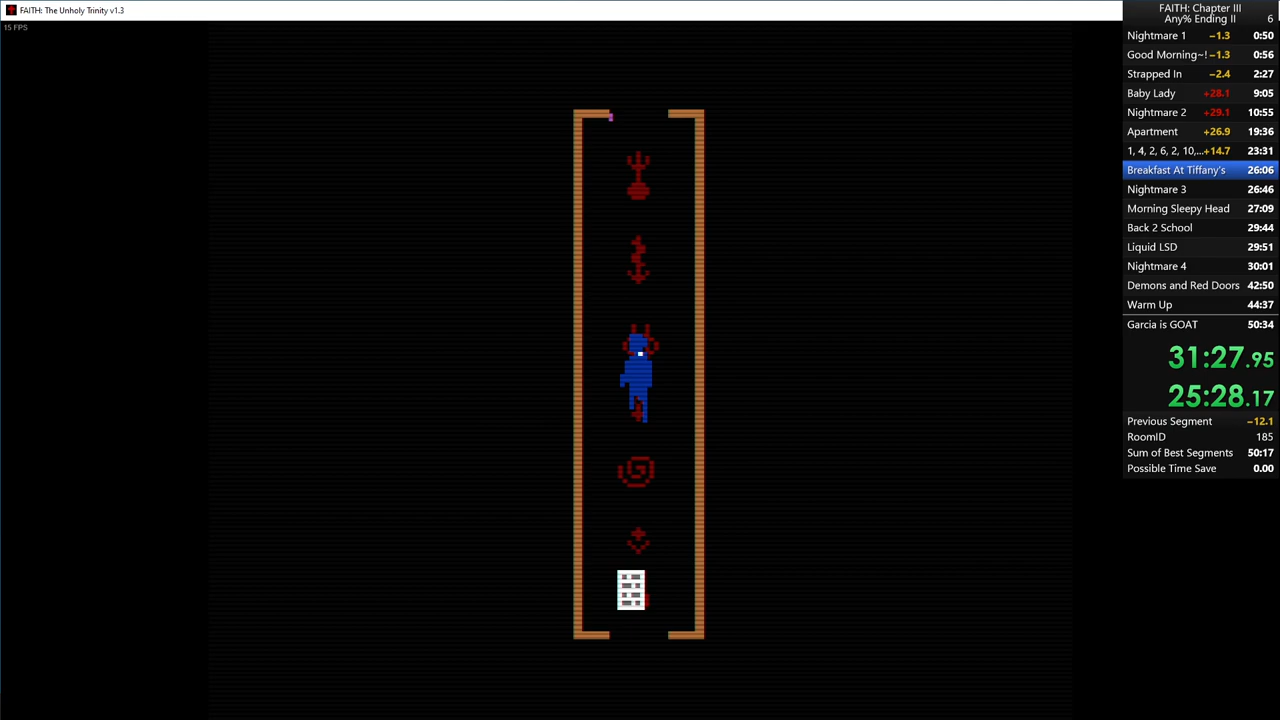 FAITH: The Unholy Trinity v1.3
15 FPS
FAITH: Chapter III
Any% Ending II 6
Nightmare 1 −1.3 0:50
Good Morning~! −1.3 0:56
Strapped In −2.4 2:27
Baby Lady +28.1 9:05
Nightmare 2 +29.1 10:55
Apartment +26.9 19:36
1, 4, 2, 6, 2, 10,... +14.7 23:31
Breakfast At Tiffany's 26:06
Nightmare 3 26:46
Morning Sleepy Head 27:09
Back 2 School 29:44
Liquid LSD 29:51
Nightmare 4 30:01
Demons and Red Doors 42:50
Warm Up 44:37
Garcia is GOAT 50:34
31:27.95
25:28.17
Previous Segment −12.1
RoomID 185
Sum of Best Segments 50:17
Possible Time Save 0.00